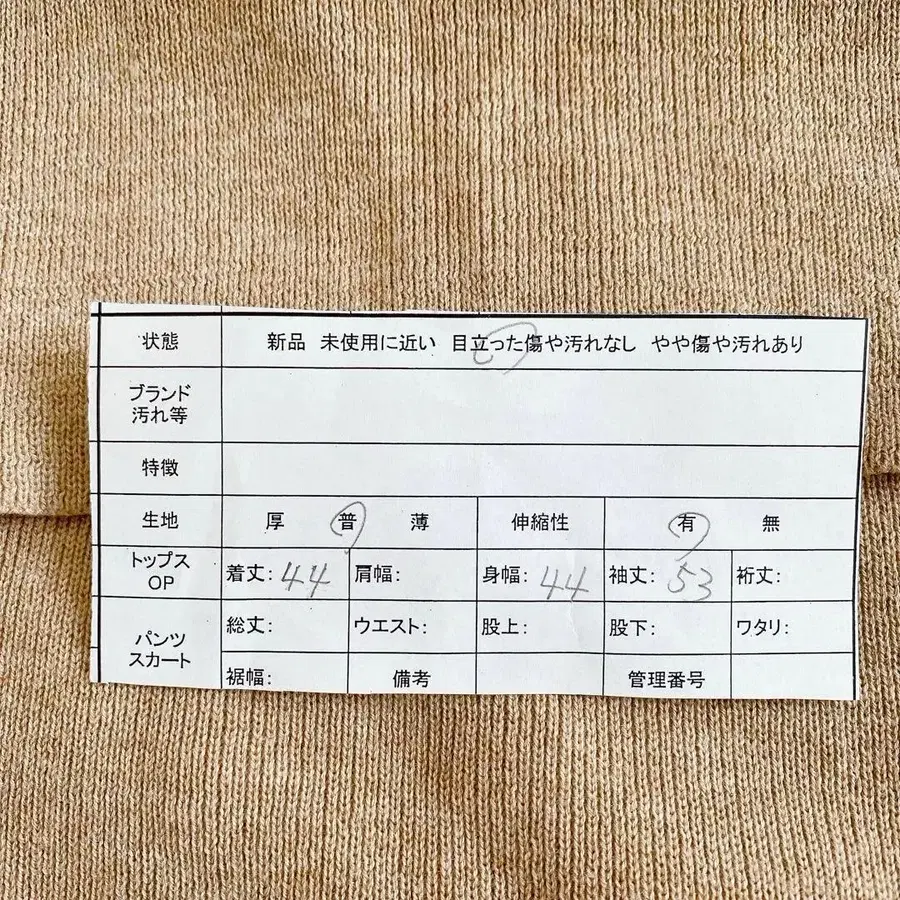 状態 新品 未使用に近い 目立った傷や汚れなし やや傷や汚れあり
ブランド
汚れ等
特徴
生地 厚 普 薄 伸縮性 有 無
トップス
OP
着丈: 44 肩幅: 身幅: 44 袖丈: 53 裄丈:
パンツ
スカート
総丈: ウエスト: 股上: 股下: ワタリ:
裾幅: 備考 管理番号